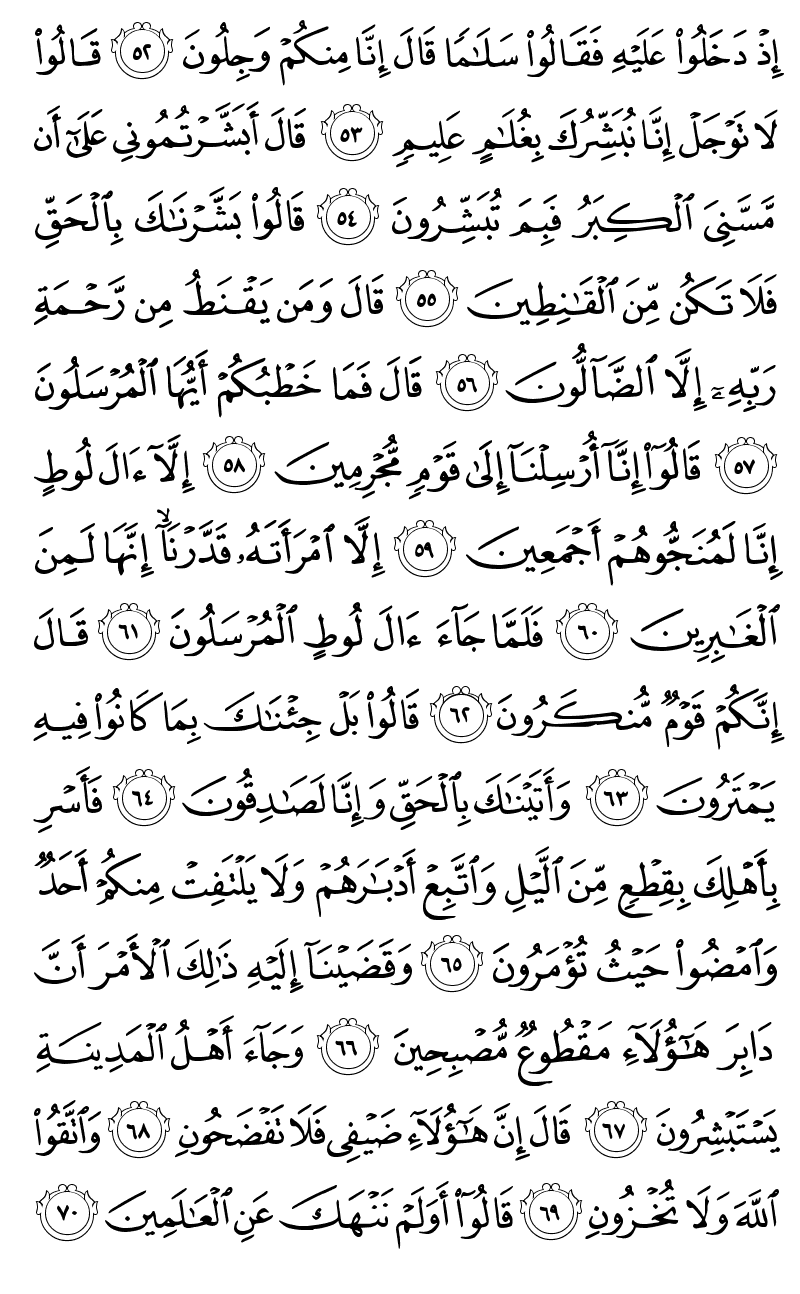 إِذْ دَخَلُوا۟ عَلَيْهِ فَقَالُوا۟ سَلَـٰمًا قَالَ إِنَّا مِنكُمْ وَجِلُونَ ٥٢ قَالُوا۟
لَا تَوْجَلْ إِنَّا نُبَشِّرُكَ بِغُلَـٰمٍ عَلِيمٍ ٥٣ قَالَ أَبَشَّرْتُمُونِى عَلَىٰٓ أَن
مَّسَّنِىَ ٱلْكِبَرُ فَبِمَ تُبَشِّرُونَ ٥٤ قَالُوا۟ بَشَّرْنَـٰكَ بِٱلْحَقِّ
فَلَا تَكُن مِّنَ ٱلْقَـٰنِطِينَ ٥٥ قَالَ وَمَن يَقْنَطُ مِن رَّحْمَةِ
رَبِّهِۦٓ إِلَّا ٱلضَّآلُّونَ ٥٦ قَالَ فَمَا خَطْبُكُمْ أَيُّهَا ٱلْمُرْسَلُونَ
٥٧ قَالُوٓا۟ إِنَّآ أُرْسِلْنَآ إِلَىٰ قَوْمٍ مُّجْرِمِينَ ٥٨ إِلَّآ ءَالَ لُوطٍ
إِنَّا لَمُنَجُّوهُمْ أَجْمَعِينَ ٥٩ إِلَّا ٱمْرَأَتَهُۥ قَدَّرْنَآ ۙ إِنَّهَا لَمِنَ
ٱلْغَـٰبِرِينَ ٦٠ فَلَمَّا جَآءَ ءَالَ لُوطٍ ٱلْمُرْسَلُونَ ٦١ قَالَ
إِنَّكُمْ قَوْمٌ مُّنكَرُونَ ٦٢ قَالُوا۟ بَلْ جِئْنَـٰكَ بِمَا كَانُوا۟ فِيهِ
يَمْتَرُونَ ٦٣ وَأَتَيْنَـٰكَ بِٱلْحَقِّ وَإِنَّا لَصَـٰدِقُونَ ٦٤ فَأَسْرِ
بِأَهْلِكَ بِقِطْعٍ مِّنَ ٱلَّيْلِ وَٱتَّبِعْ أَدْبَـٰرَهُمْ وَلَا يَلْتَفِتْ مِنكُمْ أَحَدٌ
وَٱمْضُوا۟ حَيْثُ تُؤْمَرُونَ ٦٥ وَقَضَيْنَآ إِلَيْهِ ذَٰلِكَ ٱلْأَمْرَ أَنَّ
دَابِرَ هَـٰٓؤُلَآءِ مَقْطُوعٌ مُّصْبِحِينَ ٦٦ وَجَآءَ أَهْلُ ٱلْمَدِينَةِ
يَسْتَبْشِرُونَ ٦٧ قَالَ إِنَّ هَـٰٓؤُلَآءِ ضَيْفِى فَلَا تَفْضَحُونِ ٦٨ وَٱتَّقُوا۟
ٱللَّهَ وَلَا تُخْزُونِ ٦٩ قَالُوٓا۟ أَوَلَمْ نَنْهَكَ عَنِ ٱلْعَـٰلَمِينَ ٧٠